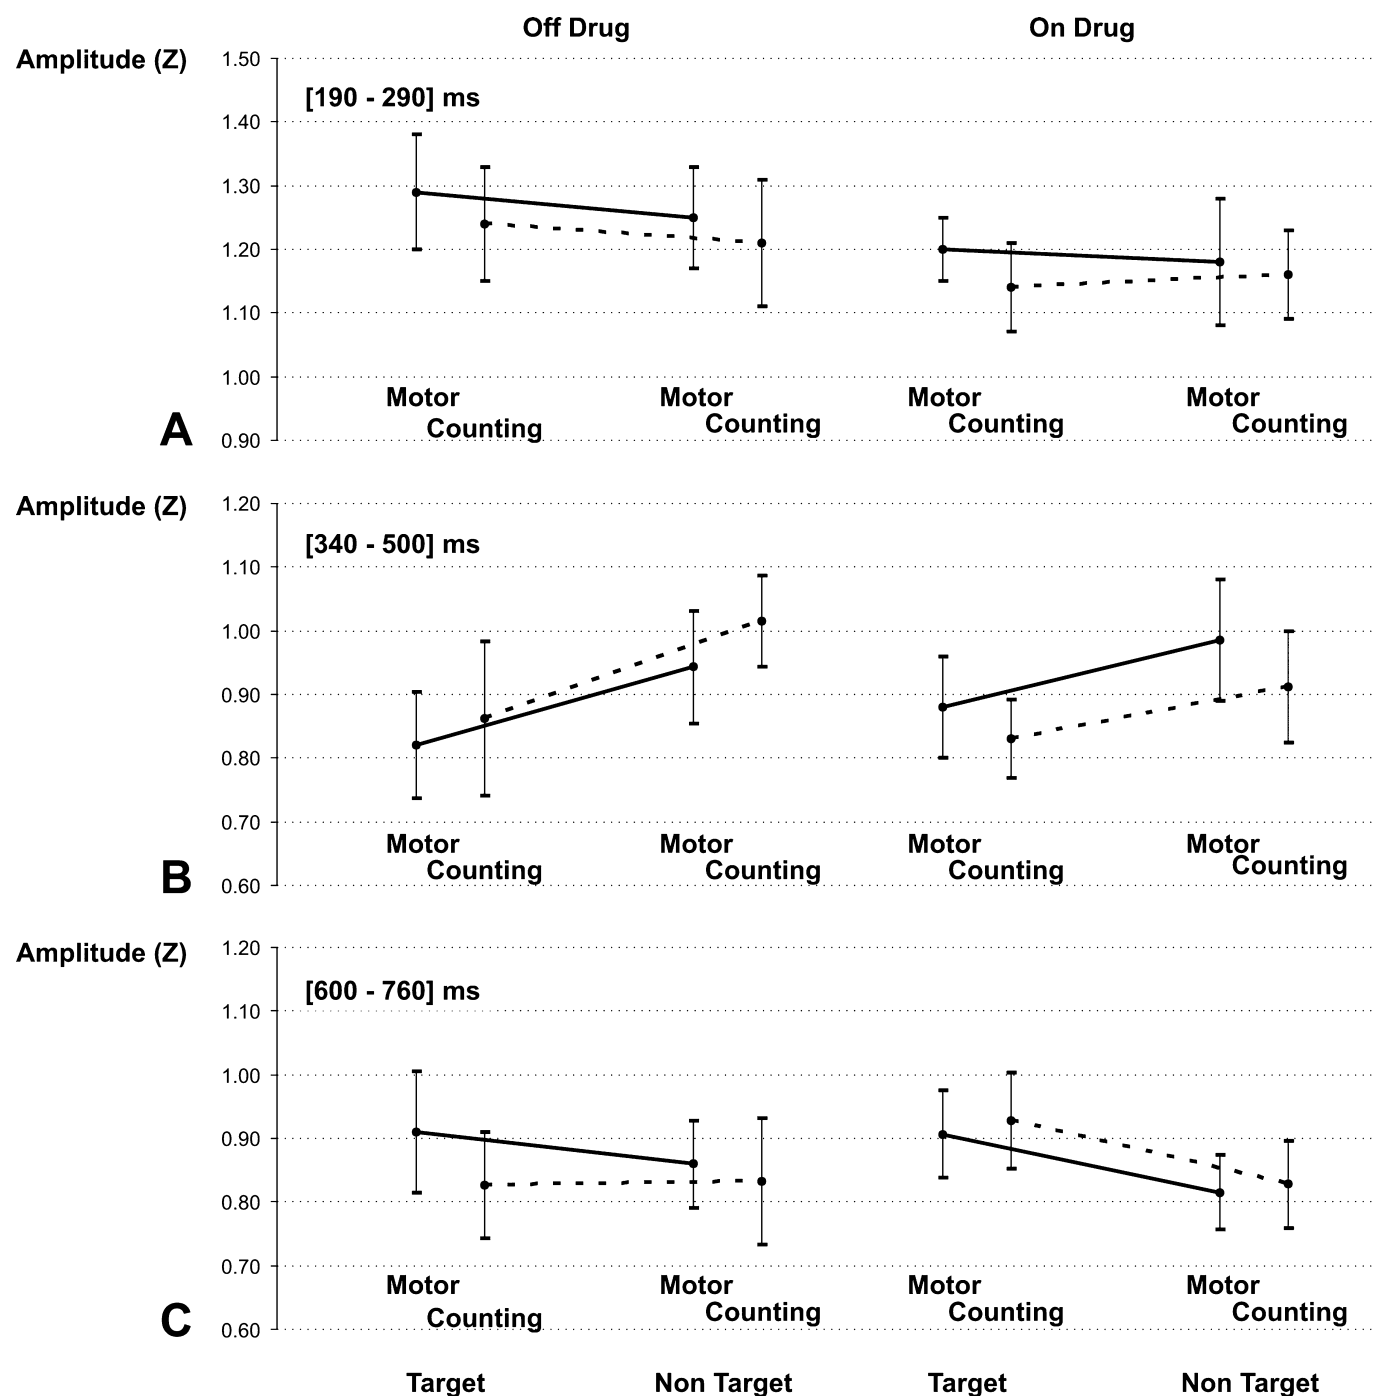 Off Drug On Drug
Amplitude (Z)
1.50
[190 - 290] ms
1.40
1.30
1.20
1.10
1.00
Motor Motor Motor Motor
Counting Counting Counting Counting
A
0.90
Amplitude (Z)
1.20
[340 - 500] ms
1.10
1.00
0.90
0.80
0.70
Motor Motor Motor Motor
Counting Counting Counting Counting
B
0.60
Amplitude (Z)
1.20
[600 - 760] ms
1.10
1.00
0.90
0.80
0.70
Motor Motor Motor Motor
Counting Counting Counting Counting
C
0.60
Target Non Target Target Non Target